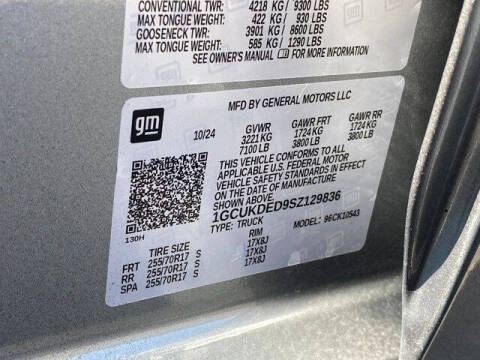 CONVENTIONAL TWR: 4218 KG / 9300 LBS
MAX TONGUE WEIGHT: 422 KG / 930 LBS
GOOSENECK TWR: 3901 KG / 8600 LBS
MAX TONGUE WEIGHT: 585 KG / 1290 LBS
SEE OWNER'S MANUAL FOR MORE INFORMATION
gm
MFD BY GENERAL MOTORS LLC
10/24 GVWR GAWR FRT GAWR RR
3221 KG 1724 KG 1724 KG
7100 LB 3800 LB 3800 LB
THIS VEHICLE CONFORMS TO ALL
APPLICABLE U.S. FEDERAL MOTOR
VEHICLE SAFETY STANDARDS IN EFFECT
ON THE DATE OF MANUFACTURE SHOWN ABOVE.
1GCUKDED9SZ129836
TYPE: TRUCK MODEL: 96CK10543
130H
TIRE SIZE RIM
FRT 255/70R17 S 17X8J
RR 255/70R17 S 17X8J
SPA 255/70R17 S 17X8J